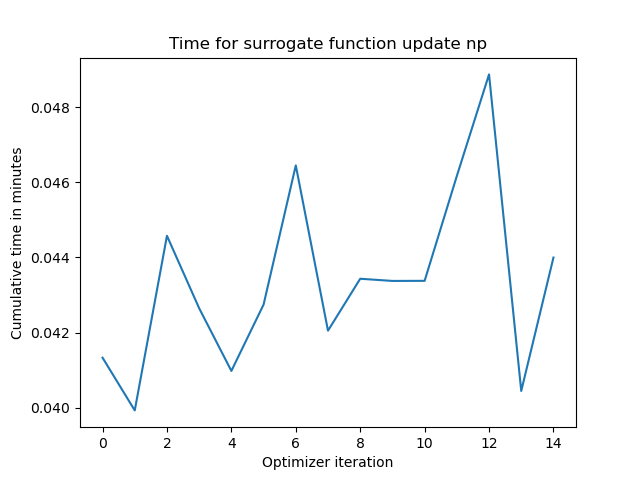 Time for surrogate function update np
Cumulative time in minutes
0.048
0.046
0.044
0.042
0.040
0 2 4 6 8 10 12 14
Optimizer iteration